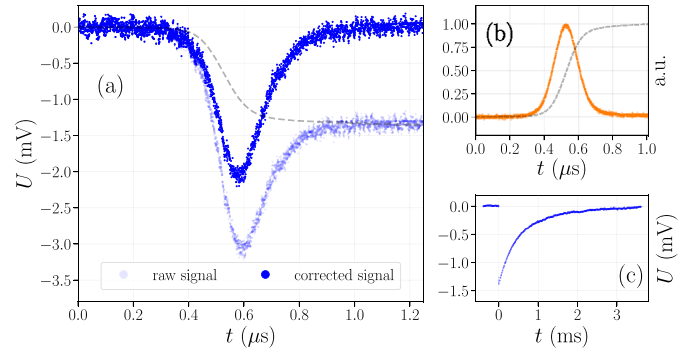 0.0
−0.5
−1.0
−1.5
−2.0
−2.5
−3.0
−3.5
U (mV)
(a)
raw signal
corrected signal
0.0 0.2 0.4 0.6 0.8 1.0 1.2
t (μs)
(b)
1.00
0.75
0.50
0.25
0.00
a.u.
0.0 0.2 0.4 0.6 0.8 1.0
t (μs)
0.0
−0.5
−1.0
−1.5
U (mV)
(c)
0 1 2 3
t (ms)